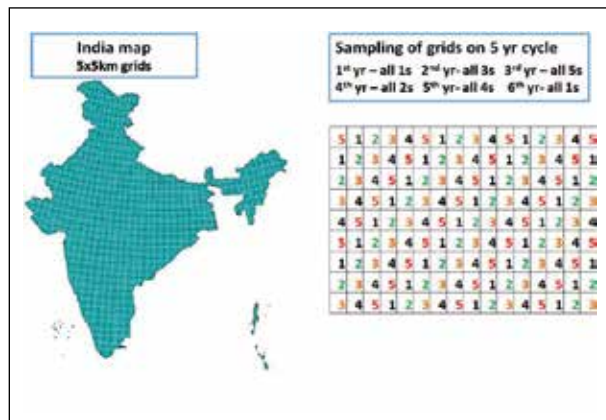 India map
5x5km grids
Sampling of grids on 5 yr cycle
1st yr – all 1s 2nd yr- all 3s 3rd yr – all 5s
4th yr – all 2s 5th yr- all 4s 6th yr- all 1s
5 1 2 3 4 5 1 2 3 4 5 1 2 3 4 5
1 2 3 4 5 1 2 3 4 5 1 2 3 4 5 1
2 3 4 5 1 2 3 4 5 1 2 3 4 5 1 2
3 4 5 1 2 3 4 5 1 2 3 4 5 1 2 3
4 5 1 2 3 4 5 1 2 3 4 5 1 2 3 4
5 1 2 3 4 5 1 2 3 4 5 1 2 3 4 5
1 2 3 4 5 1 2 3 4 5 1 2 3 4 5 1
2 3 4 5 1 2 3 4 5 1 2 3 4 5 1 2
3 4 5 1 2 3 4 5 1 2 3 4 5 1 2 3